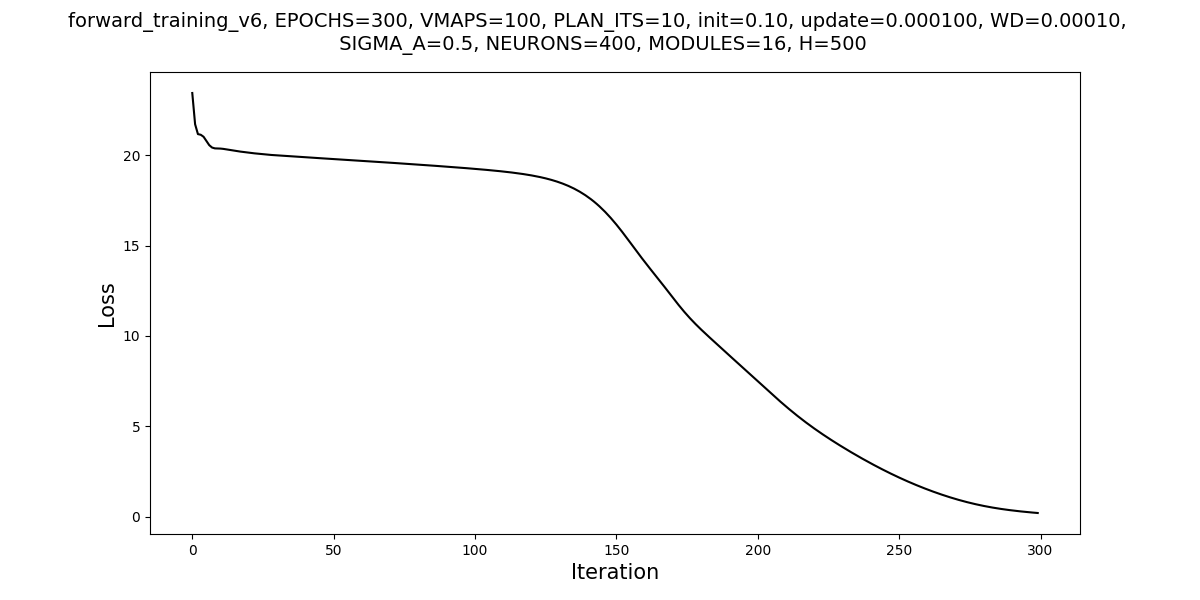 forward_training_v6, EPOCHS=300, VMAPS=100, PLAN_ITS=10, init=0.10, update=0.000100, WD=0.00010,
SIGMA_A=0.5, NEURONS=400, MODULES=16, H=500
20
15
10
5
0
Loss
0 50 100 150 200 250 300
Iteration